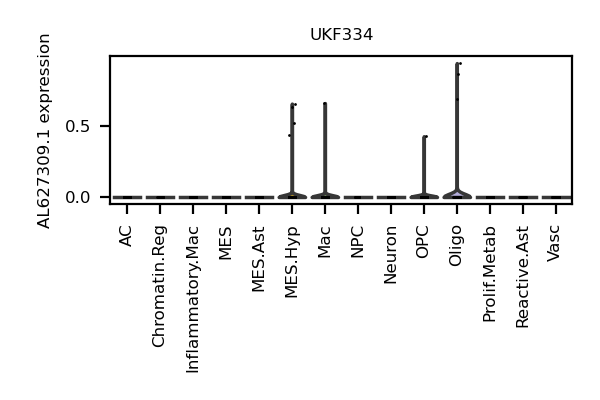 UKF334
AL627309.1 expression
0.5
0.0
AC
Chromatin.Reg
Inflammatory.Mac
MES
MES.Ast
MES.Hyp
Mac
NPC
Neuron
OPC
Oligo
Prolif.Metab
Reactive.Ast
Vasc